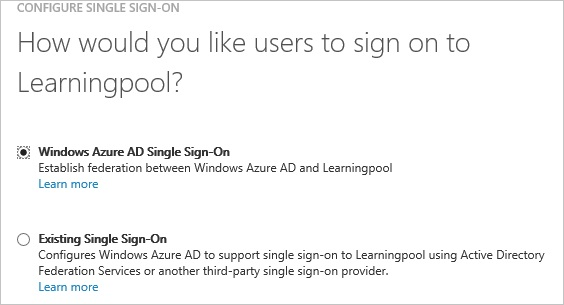 CONFIGURE SINGLE SIGN-ON
How would you like users to sign on to
Learningpool?
Windows Azure AD Single Sign-On
Establish federation between Windows Azure AD and Learningpool
Learn more
Existing Single Sign-On
Configures Windows Azure AD to support single sign-on to Learningpool using Active Directory
Federation Services or another third-party single sign-on provider.
Learn more